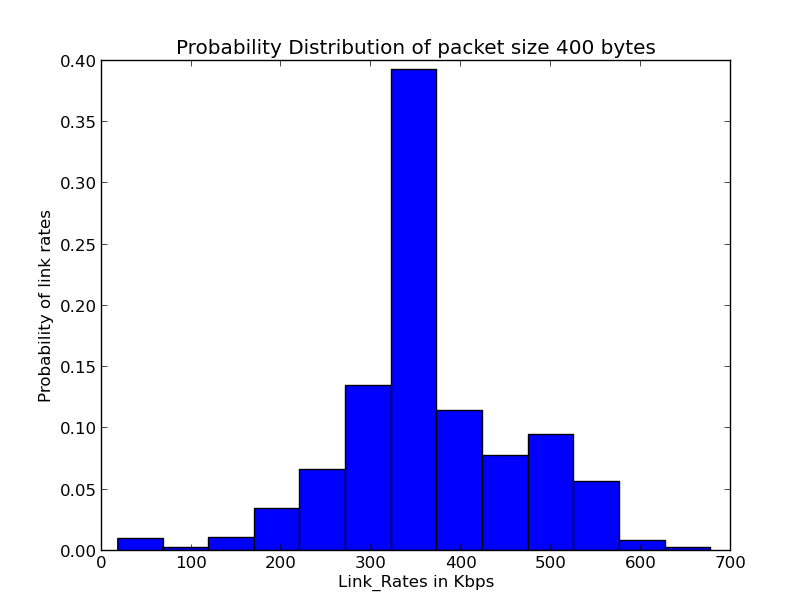 Probability Distribution of packet size 400 bytes
0.40
0.35
0.30
0.25
0.20
0.15
0.10
0.05
0.00
Probability of link rates
0 100 200 300 400 500 600 700
Link_Rates in Kbps